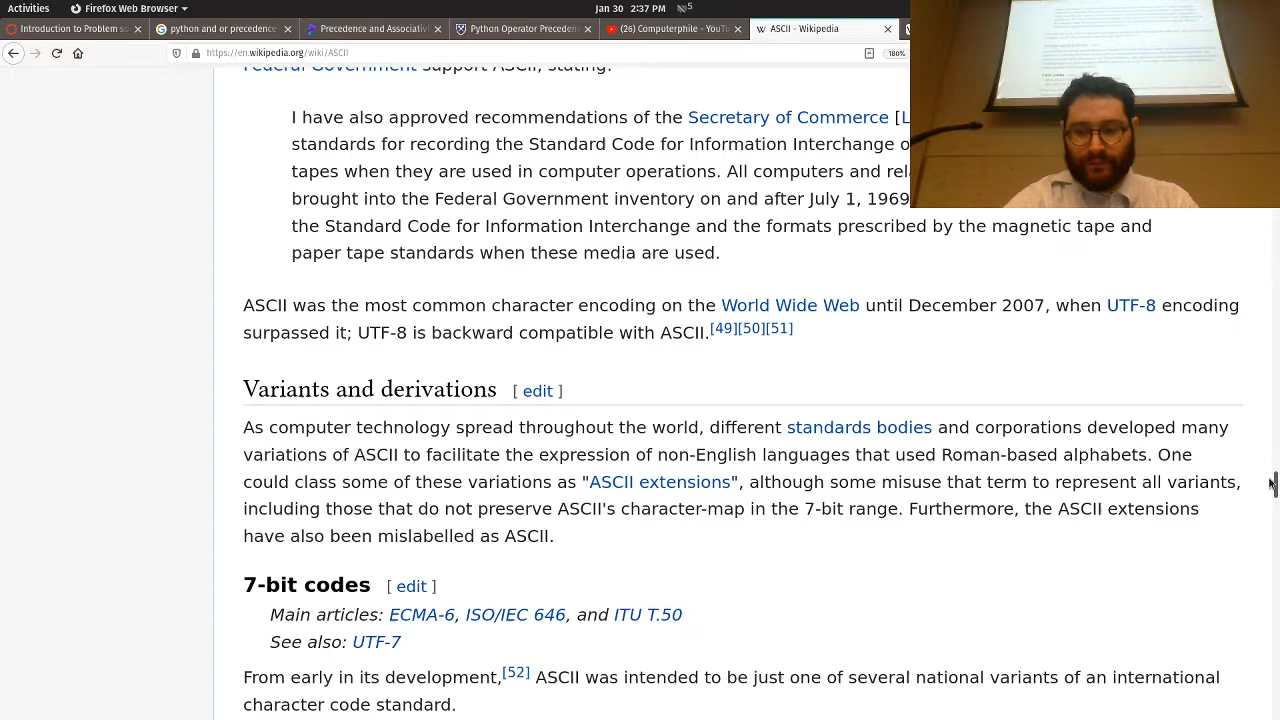 Activities
Firefox Web Browser
Jan 30 2:37 PM
5
Introduction to Problem
python and or precedence
Precedence
Python - Operator preced
(25) Computerphile - YouTu
ASCII - Wikipedia
https://en.wikipedia.org/wiki/ASCII
180%
I have also approved recommendations of the Secretary of Commerce [L
standards for recording the Standard Code for Information Interchange o
tapes when they are used in computer operations. All computers and rel
brought into the Federal Government inventory on and after July 1, 1969
the Standard Code for Information Interchange and the formats prescribed by the magnetic tape and
paper tape standards when these media are used.
ASCII was the most common character encoding on the World Wide Web until December 2007, when UTF-8 encoding
surpassed it; UTF-8 is backward compatible with ASCII.[49][50][51]
Variants and derivations [ edit ]
As computer technology spread throughout the world, different standards bodies and corporations developed many
variations of ASCII to facilitate the expression of non-English languages that used Roman-based alphabets. One
could class some of these variations as "ASCII extensions", although some misuse that term to represent all variants,
including those that do not preserve ASCII's character-map in the 7-bit range. Furthermore, the ASCII extensions
have also been mislabelled as ASCII.
7-bit codes [ edit ]
Main articles: ECMA-6, ISO/IEC 646, and ITU T.50
See also: UTF-7
From early in its development,[52] ASCII was intended to be just one of several national variants of an international
character code standard.